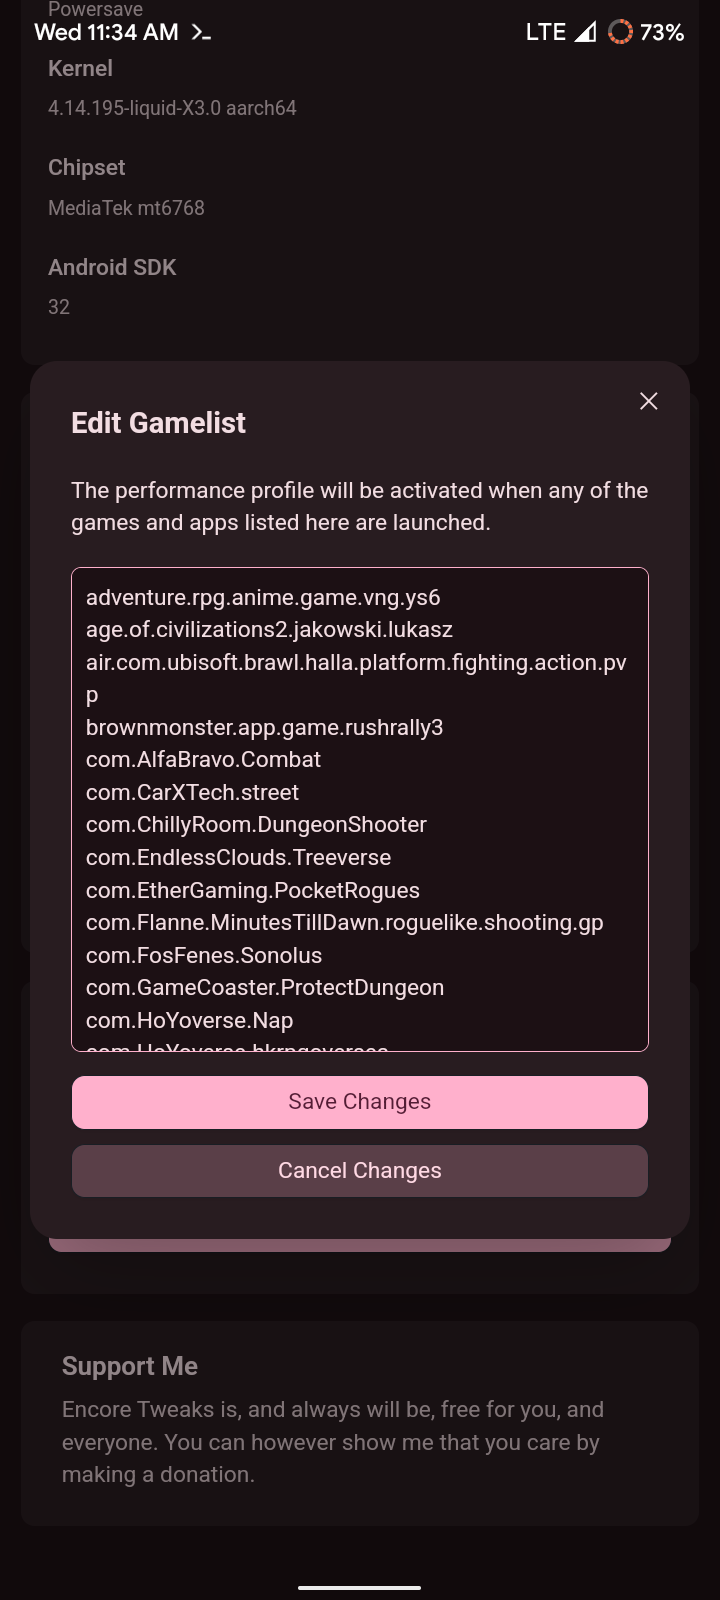 Powersave
Wed 11:34 AM
LTE 73%
Kernel
4.14.195-liquid-X3.0 aarch64
Chipset
MediaTek mt6768
Android SDK
32
Edit Gamelist
The performance profile will be activated when any of the
games and apps listed here are launched.
adventure.rpg.anime.game.vng.ys6
age.of.civilizations2.jakowski.lukasz
air.com.ubisoft.brawl.halla.platform.fighting.action.pv
p
brownmonster.app.game.rushrally3
com.AlfaBravo.Combat
com.CarXTech.street
com.ChillyRoom.DungeonShooter
com.EndlessClouds.Treeverse
com.EtherGaming.PocketRogues
com.Flanne.MinutesTillDawn.roguelike.shooting.gp
com.FosFenes.Sonolus
com.GameCoaster.ProtectDungeon
com.HoYoverse.Nap
com.HoYoverse.hkrpgoversea
Save Changes
Cancel Changes
Support Me
Encore Tweaks is, and always will be, free for you, and
everyone. You can however show me that you care by
making a donation.